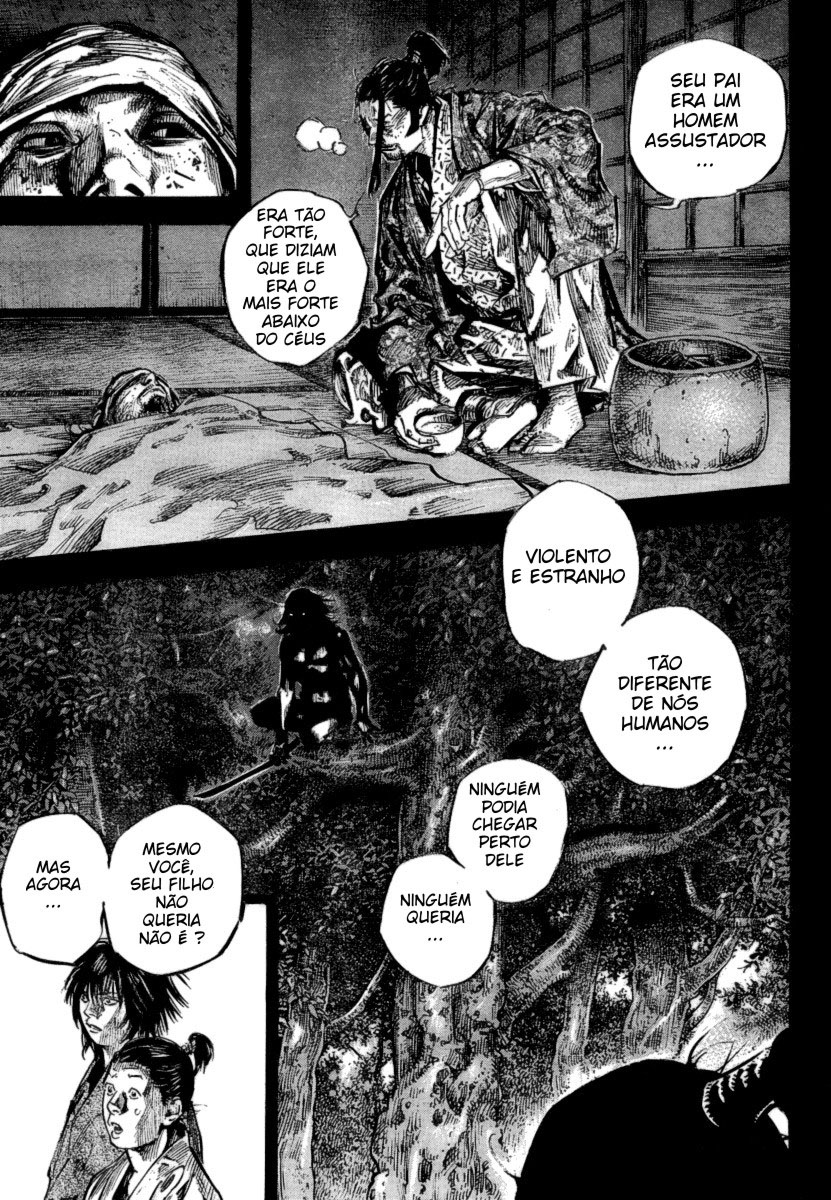 SEU PAI
ERA UM
HOMEM
ASSUSTADOR
...
ERA TÃO
FORTE,
QUE DIZIAM
QUE ELE
ERA O
MAIS FORTE
ABAIXO
DO CÉUS
VIOLENTO
E ESTRANHO
TÃO
DIFERENTE
DE NÓS
HUMANOS
...
NINGUÉM
PODIA
CHEGAR
PERTO
DELE
NINGUÉM
QUERIA
...
MESMO
VOCÊ,
SEU FILHO
NÃO
QUERIA
NÃO É ?
MAS
AGORA
...